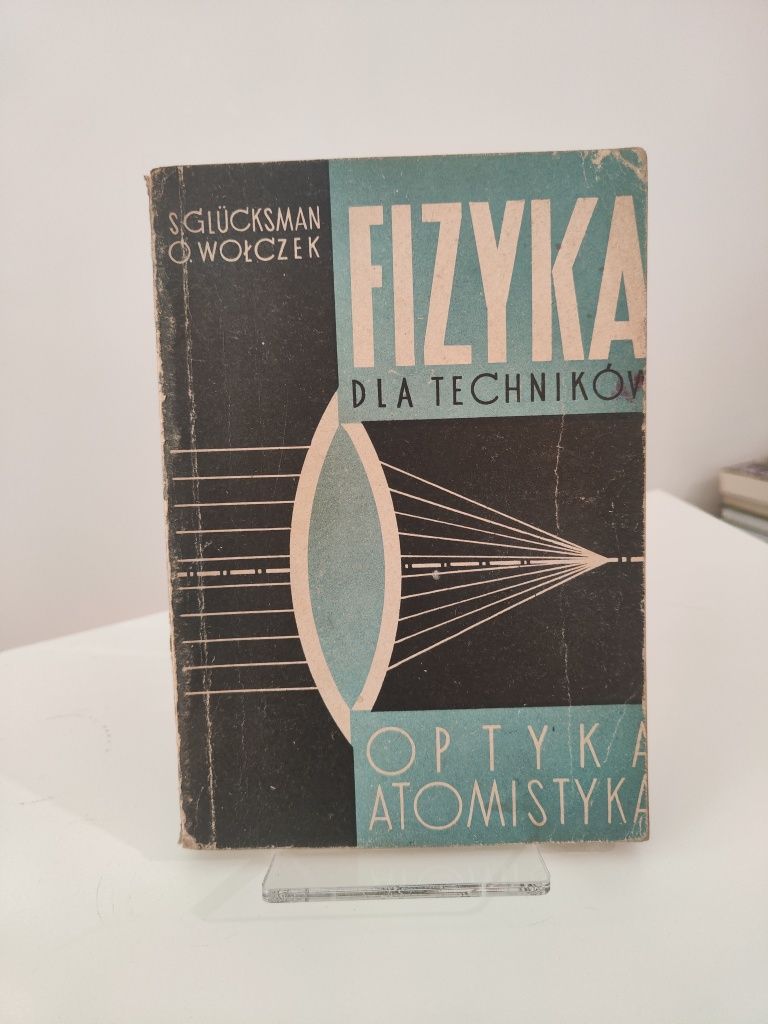 S. GLÜCKSMAN
O. WOŁCZEK
FIZYKA
DLA TECHNIKÓW
OPTYKA
ATOMISTYKA